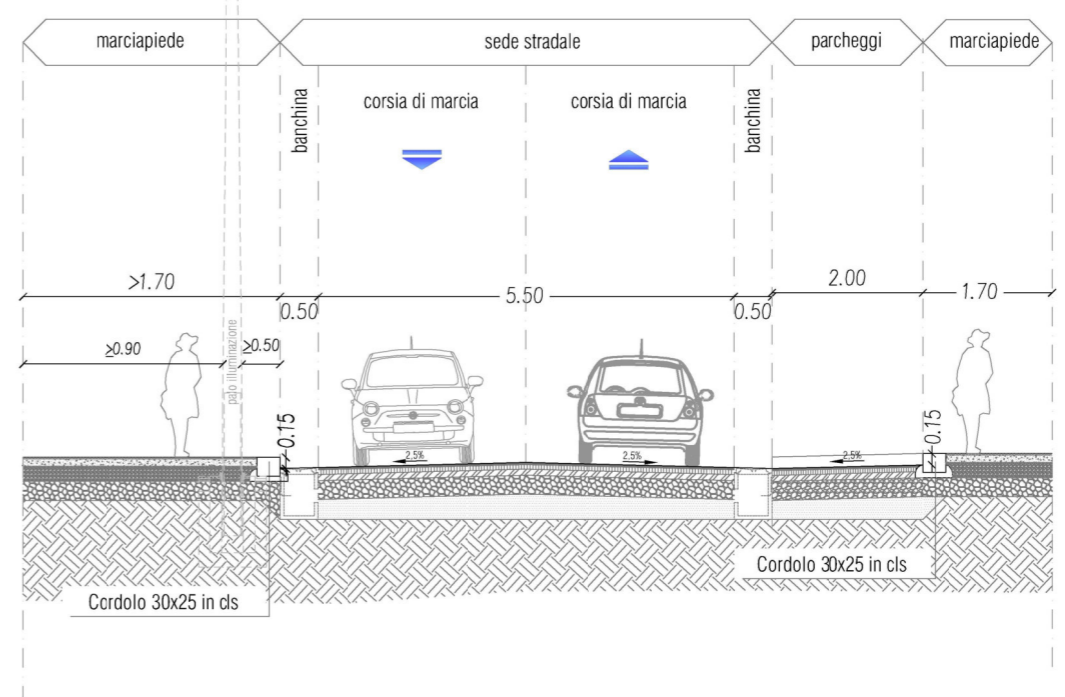 marciapiede
sede stradale
parcheggi
marciapiede
banchina
corsia di marcia
corsia di marcia
banchina
>1.70
0.50
5.50
0.50
2.00
1.70
≥0.90
palo illuminazione
≥0.50
0.15
2,5%
2,5%
2,5%
0.15
Cordolo 30x25 in cls
Cordolo 30x25 in cls